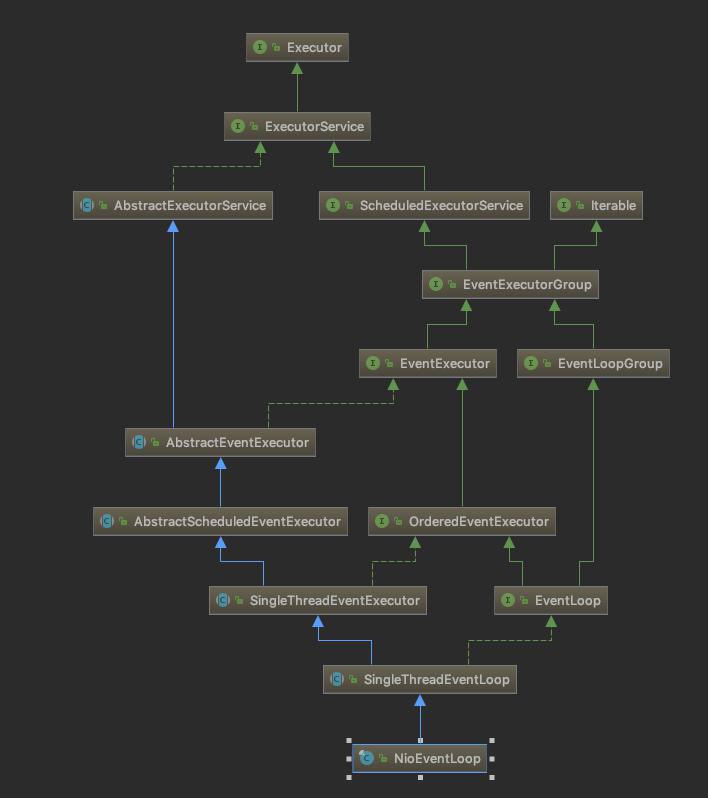 Executor
ExecutorService
AbstractExecutorService
ScheduledExecutorService
Iterable
EventExecutorGroup
EventExecutor
EventLoopGroup
AbstractEventExecutor
AbstractScheduledEventExecutor
OrderedEventExecutor
SingleThreadEventExecutor
EventLoop
SingleThreadEventLoop
NioEventLoop